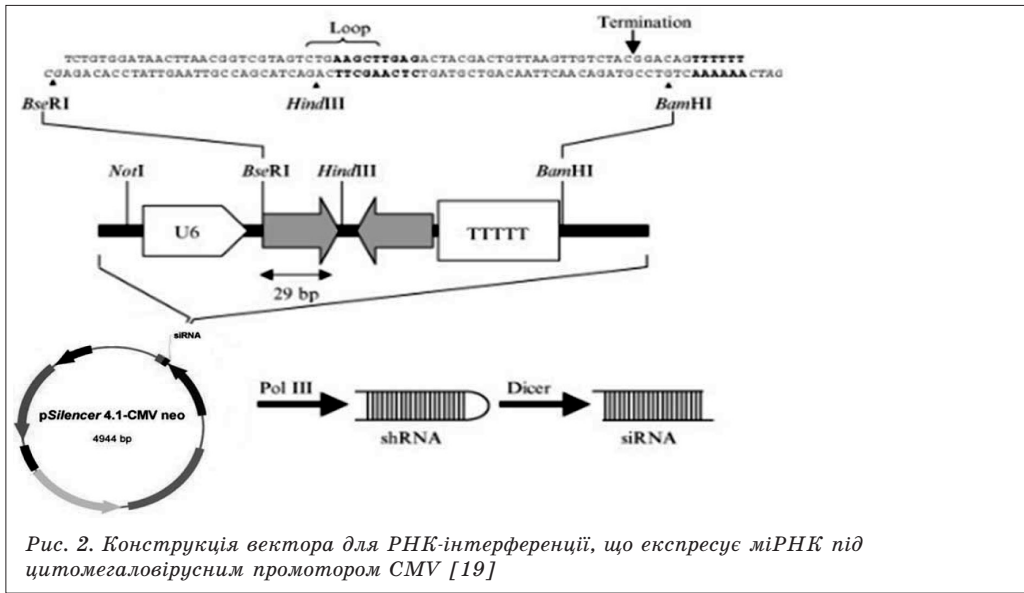 Loop
Termination
TCTGTGGATAACTTAACGGTCGTAGTCTGAAGCTTGAGACTACGACTGTTAAGTTGTCTACGGACAGTTTTTT
CGAGACACCTATTGAATTGCCAGCATCAGACTTCGAACTCTGATGCTGACAATTCAACAGATGCCTGTCAAAAAACTAG
BseRI HindIII BamHI
NotI BseRI HindIII BamHI
U6 TTTTT
29 bp
siRNA
pSilencer 4.1-CMV neo
4944 bp
Pol III Dicer
shRNA siRNA
Рис. 2. Конструкція вектора для РНК-інтерференції, що експресує міРНК під
цитомегаловірусним промотором CMV [19]